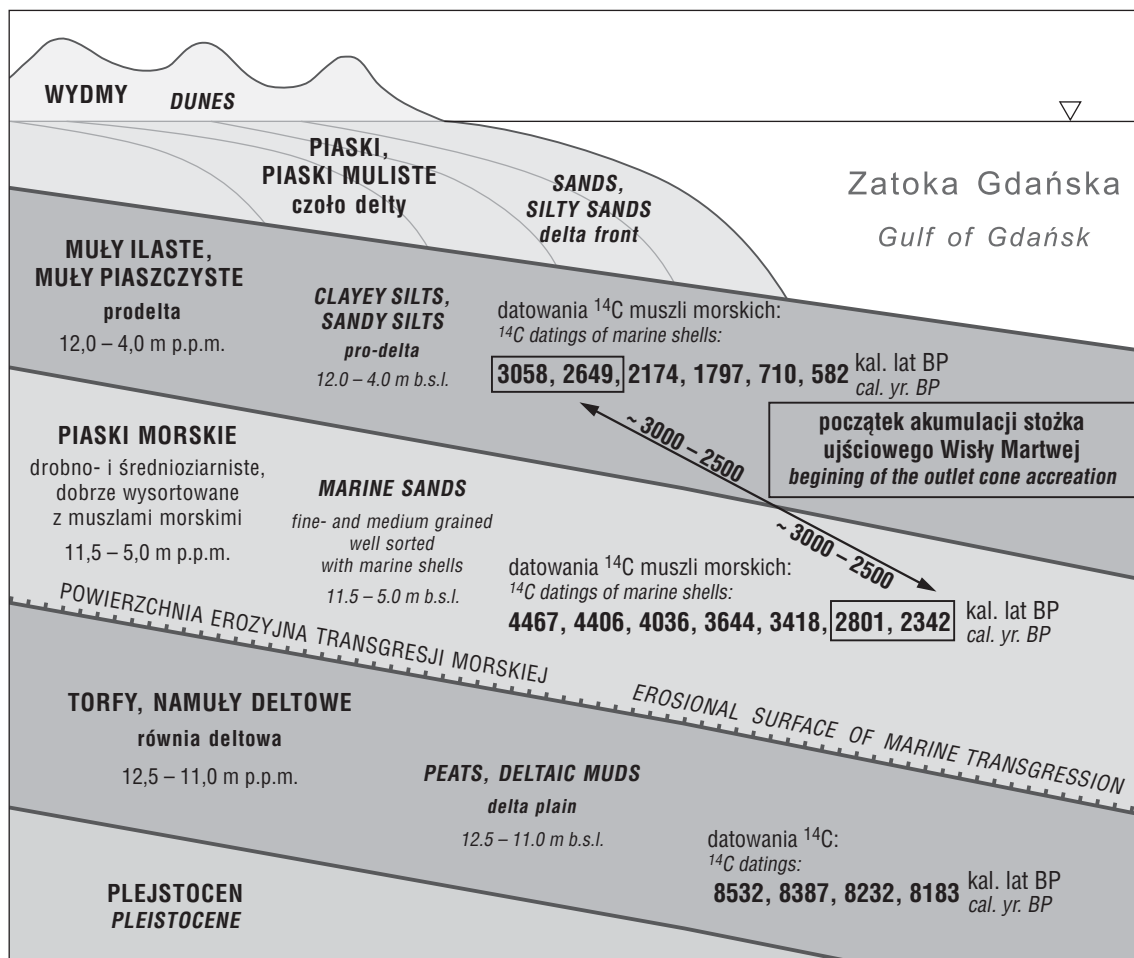 WYDMY
DUNES
PIASKI,
PIASKI MULISTE
czoło delty
SANDS,
SILTY SANDS
delta front
Zatoka Gdańska
Gulf of Gdańsk
MUŁY ILASTE,
MUŁY PIASZCZYSTE
prodelta
12,0 – 4,0 m p.p.m.
CLAYEY SILTS,
SANDY SILTS
pro-delta
12.0 – 4.0 m b.s.l.
datowania ¹⁴C muszli morskich:
¹⁴C datings of marine shells:
3058, 2649, 2174, 1797, 710, 582 kal. lat BP
cal. yr. BP
~ 3000 – 2500
początek akumulacji stożka
ujściowego Wisły Martwej
begining of the outlet cone accreation
~ 3000 – 2500
PIASKI MORSKIE
drobno- i średnioziarniste,
dobrze wysortowane
z muszlami morskimi
11,5 – 5,0 m p.p.m.
MARINE SANDS
fine- and medium grained
well sorted
with marine shells
11.5 – 5.0 m b.s.l.
datowania ¹⁴C muszli morskich:
¹⁴C datings of marine shells:
4467, 4406, 4036, 3644, 3418, 2801, 2342 kal. lat BP
cal. yr. BP
POWIERZCHNIA EROZYJNA TRANSGRESJI MORSKIEJ
EROSIONAL SURFACE OF MARINE TRANSGRESSION
TORFY, NAMUŁY DELTOWE
równia deltowa
12,5 – 11,0 m p.p.m.
PEATS, DELTAIC MUDS
delta plain
12.5 – 11.0 m b.s.l.
datowania ¹⁴C:
¹⁴C datings:
8532, 8387, 8232, 8183 kal. lat BP
cal. yr. BP
PLEJSTOCEN
PLEISTOCENE